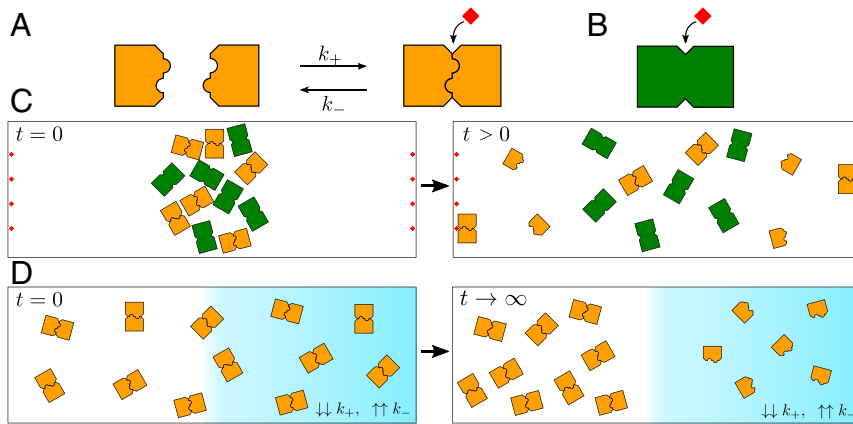 A
k₊
k₋
B
C
t = 0
t > 0
D
t = 0
↓↓ k₊, ↑↑ k₋
t → ∞
↓↓ k₊, ↑↑ k₋